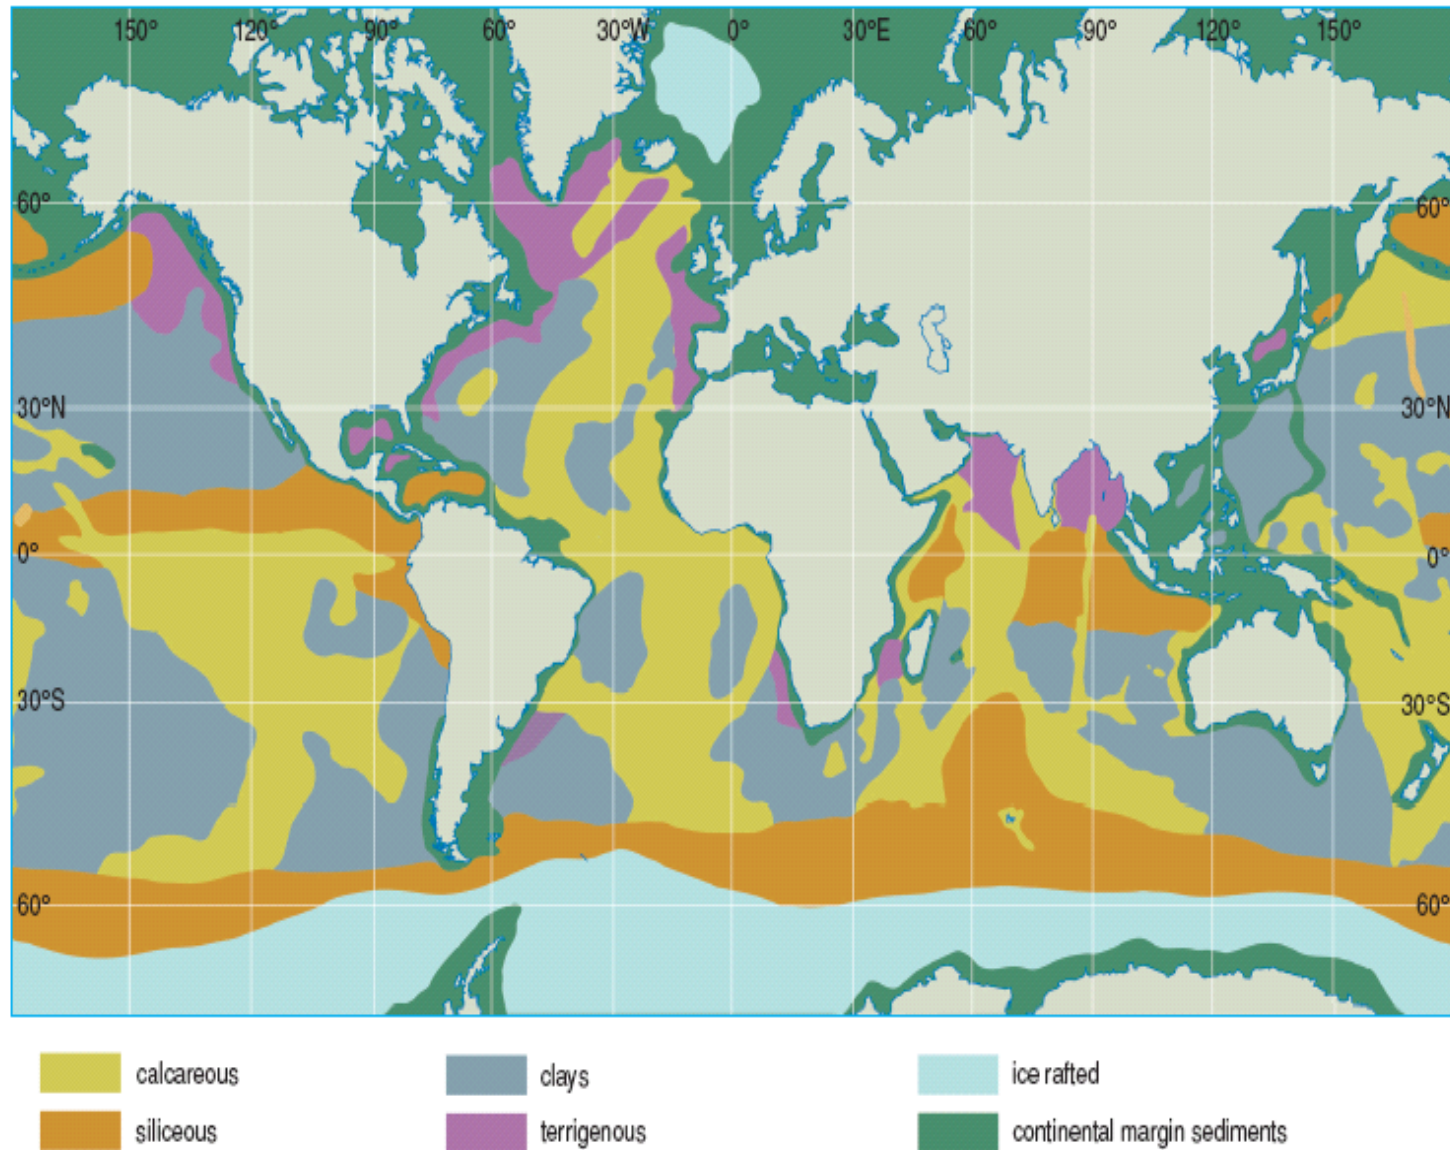 150° 120° 90° 60° 30°W 0° 30°E 60° 90° 120° 150°
60° 60°
30°N 30°N
0° 0°
30°S 30°S
60° 60°
calcareous clays ice rafted
siliceous terrigenous continental margin sediments